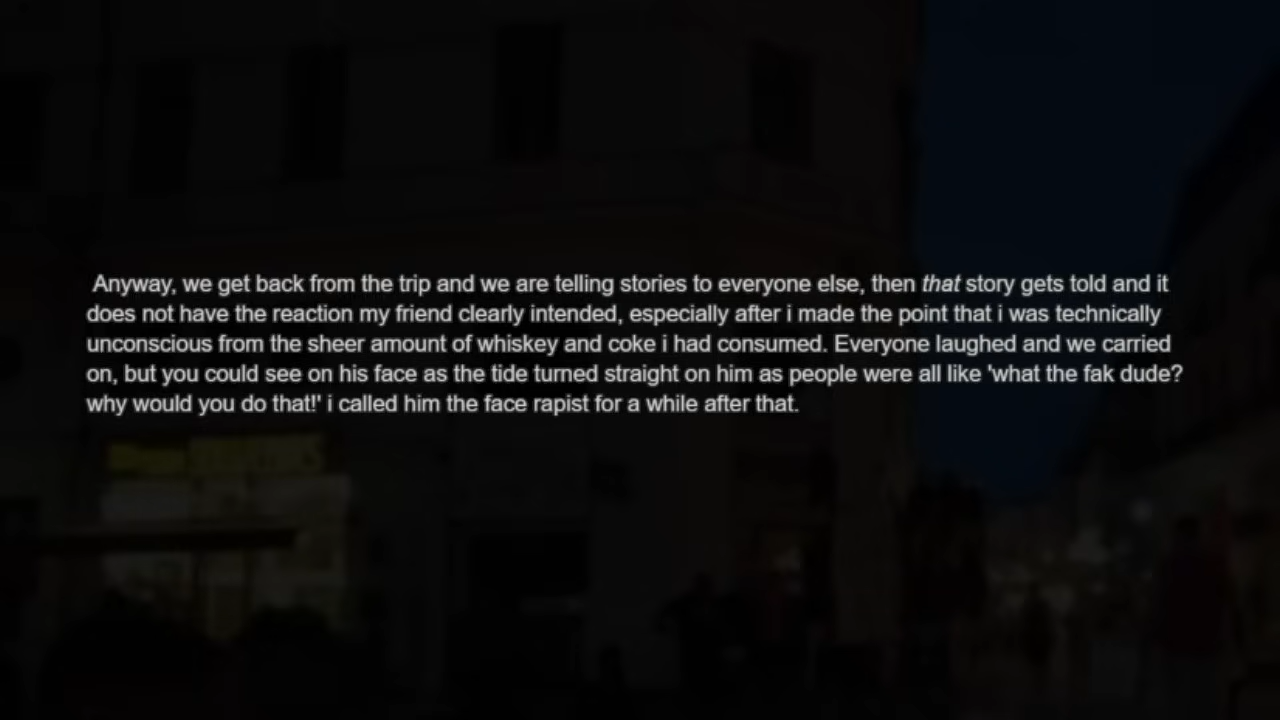 Anyway, we get back from the trip and we are telling stories to everyone else, then that story gets told and it
does not have the reaction my friend clearly intended, especially after i made the point that i was technically
unconscious from the sheer amount of whiskey and coke i had consumed. Everyone laughed and we carried
on, but you could see on his face as the tide turned straight on him as people were all like 'what the fak dude?
why would you do that!' i called him the face rapist for a while after that.